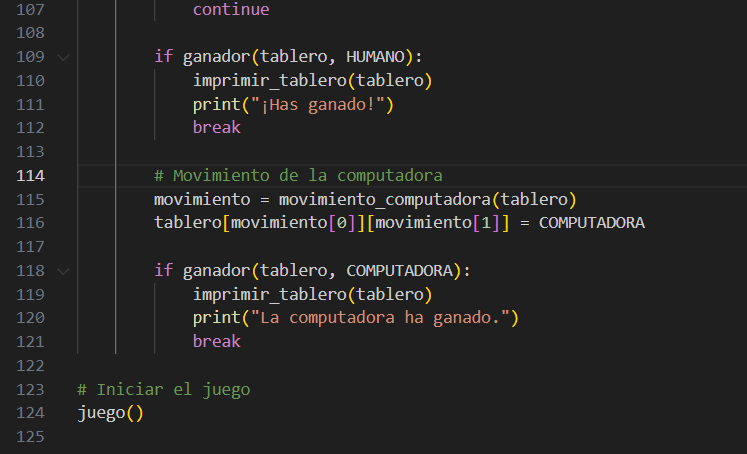 107 continue
108
109 if ganador(tablero, HUMANO):
110 imprimir_tablero(tablero)
111 print("¡Has ganado!")
112 break
113
114 # Movimiento de la computadora
115 movimiento = movimiento_computadora(tablero)
116 tablero[movimiento[0]][movimiento[1]] = COMPUTADORA
117
118 if ganador(tablero, COMPUTADORA):
119 imprimir_tablero(tablero)
120 print("La computadora ha ganado.")
121 break
122
123 # Iniciar el juego
124 juego()
125